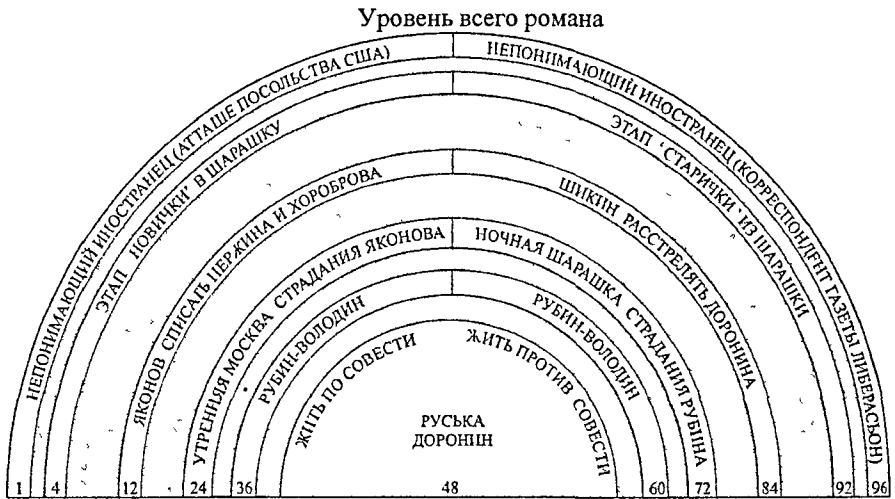 Уровень всего романа
НЕПОНИМАЮЩИЙ ИНОСТРАНЕЦ (АТТАШЕ ПОСОЛЬСТВА США)
НЕПОНИМАЮЩИЙ ИНОСТРАНЕЦ (КОРРЕСПОНДЕНТ ГАЗЕТЫ ЛИБЕРАСЬОН)
ЭТАП НОВИЧКИ' В ШАРАШКУ
ЭТАП 'СТАРИЧКИ' ИЗ ШАРАШКИ
ЯКОНОВ СПИСАТЬ НЕРЖИНА И ХОРОБРОВА
ШИКИН РАССТРЕЛЯТЬ ДОРОНИНА
УТРЕННЯЯ МОСКВА СТРАДАНИЯ ЯКОНОВА
НОЧНАЯ ШАРАШКА СТРАДАНИЯ РУБИНА
РУБИН-ВОЛОДИН
РУБИН-ВОЛОДИН
ЖИТЬ ПО СОВЕСТИ
ЖИТЬ ПРОТИВ СОВЕСТИ
РУСЬКА
ДОРОНИН
1 4 12 24 36 48 60 72 84 92 96